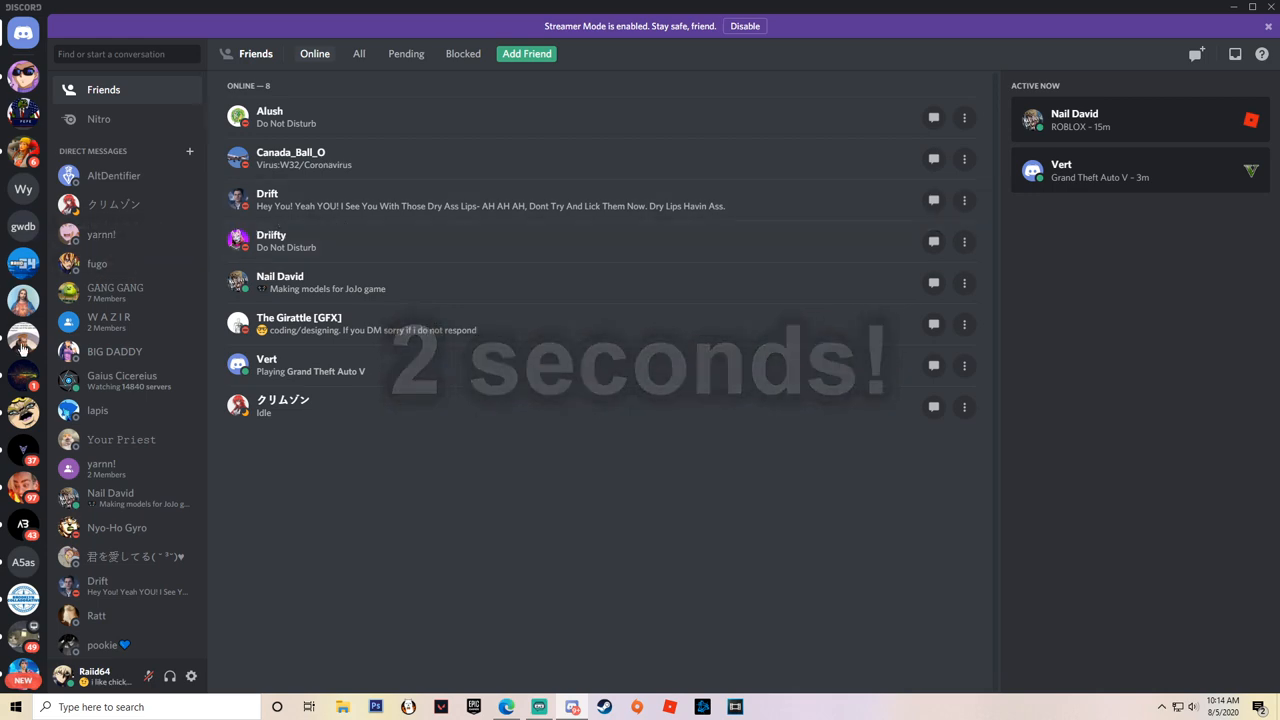 DISCORD
Streamer Mode is enabled. Stay safe, friend.
Disable
Find or start a conversation
Friends
Online
All
Pending
Blocked
Add Friend
Friends
Nitro
DIRECT MESSAGES
AltDentifier
クリムゾン
yarnn!
fugo
GANG GANG
7 Members
W A Z I R
2 Members
BIG DADDY
Gaius Cicereius
Watching 14840 servers
lapis
Your Priest
yarnn!
2 Members
Nail David
Making models for JoJo g...
Nyo-Ho Gyro
君を愛してる( ˘ ³˘)♥
Drift
Hey You! Yeah YOU! I See Y...
Ratt
pookie 💙
Raiid64
i like chick...
6
Wy
gwdb
1
37
97
43
A5as
49
NEW
ONLINE — 8
Alush
Do Not Disturb
Canada_Ball_O
Virus:W32/Coronavirus
Drift
Hey You! Yeah YOU! I See You With Those Dry Ass Lips- AH AH AH, Dont Try And Lick Them Now. Dry Lips Havin Ass.
Driifty
Do Not Disturb
Nail David
Making models for JoJo game
The Girattle [GFX]
🤓 coding/designing. If you DM sorry if i do not respond
Vert
Playing Grand Theft Auto V
クリムゾン
Idle
2 seconds!
ACTIVE NOW
Nail David
ROBLOX – 15m
Vert
Grand Theft Auto V – 3m
Type here to search
10:14 AM
8/5/2020